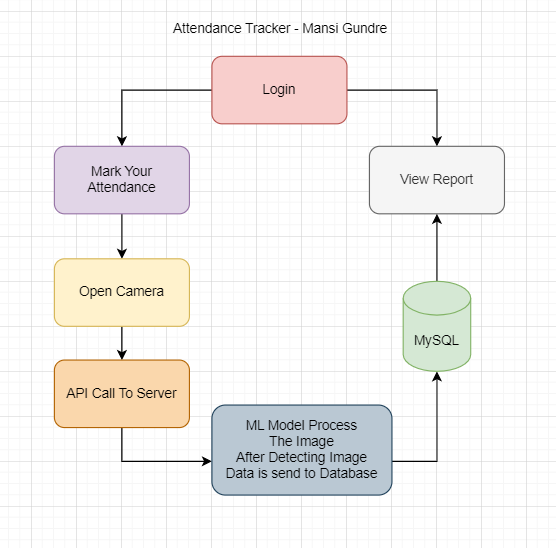 Attendance Tracker - Mansi Gundre
Login
Mark Your
Attendance
View Report
Open Camera
MySQL
API Call To Server
ML Model Process
The Image
After Detecting Image
Data is send to Database